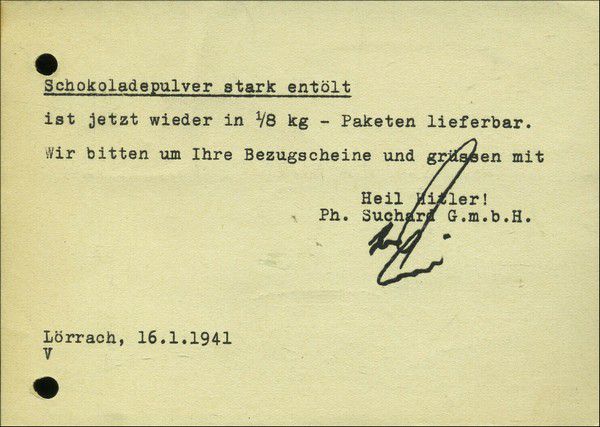 Schokoladepulver stark entölt
ist jetzt wieder in 1/8 kg - Paketen lieferbar.
Wir bitten um Ihre Bezugscheine und grüssen mit
Heil Hitler!
Ph. Suchard G.m.b.H.
Lörrach, 16.1.1941
V